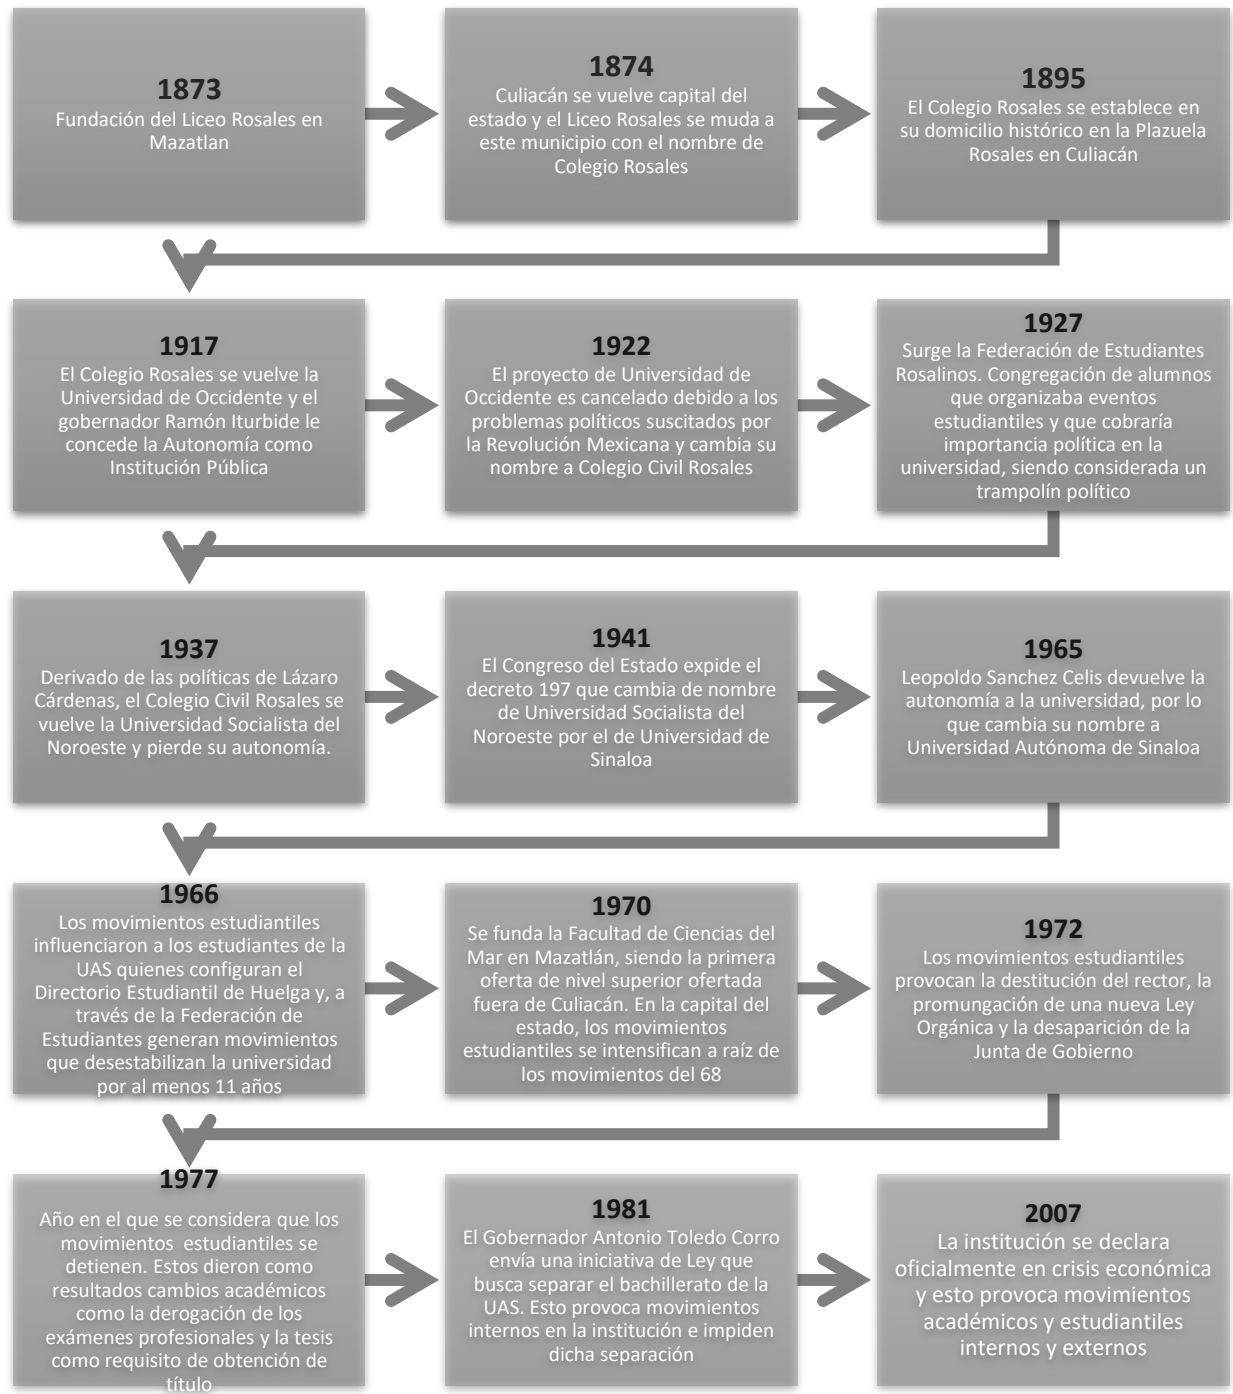 1873
Fundación del Liceo Rosales en
Mazatlan
1874
Culiacán se vuelve capital del
estado y el Liceo Rosales se muda a
este municipio con el nombre de
Colegio Rosales
1895
El Colegio Rosales se establece en
su domicilio histórico en la Plazuela
Rosales en Culiacán
1917
El Colegio Rosales se vuelve la
Universidad de Occidente y el
gobernador Ramón Iturbide le
concede la Autonomía como
Institución Pública
1922
El proyecto de Universidad de
Occidente es cancelado debido a los
problemas políticos suscitados por
la Revolución Mexicana y cambia su
nombre a Colegio Civil Rosales
1927
Surge la Federación de Estudiantes
Rosalinos. Congregación de alumnos
que organizaba eventos
estudiantiles y que cobraría
importancia política en la
universidad, siendo considerada un
trampolín político
1937
Derivado de las políticas de Lázaro
Cárdenas, el Colegio Civil Rosales se
vuelve la Universidad Socialista del
Noroeste y pierde su autonomía.
1941
El Congreso del Estado expide el
decreto 197 que cambia de nombre
de Universidad Socialista del
Noroeste por el de Universidad de
Sinaloa
1965
Leopoldo Sanchez Celis devuelve la
autonomía a la universidad, por lo
que cambia su nombre a
Universidad Autónoma de Sinaloa
1966
Los movimientos estudiantiles
influenciaron a los estudiantes de la
UAS quienes configuran el
Directorio Estudiantil de Huelga y, a
través de la Federación de
Estudiantes generan movimientos
que desestabilizan la universidad
por al menos 11 años
1970
Se funda la Facultad de Ciencias del
Mar en Mazatlán, siendo la primera
oferta de nivel superior ofertada
fuera de Culiacán. En la capital del
estado, los movimientos
estudiantiles se intensifican a raíz de
los movimientos del 68
1972
Los movimientos estudiantiles
provocan la destitución del rector, la
promungación de una nueva Ley
Orgánica y la desaparición de la
Junta de Gobierno
1977
Año en el que se considera que los
movimientos estudiantiles se
detienen. Estos dieron como
resultados cambios académicos
como la derogación de los
exámenes profesionales y la tesis
como requisito de obtención de
título
1981
El Gobernador Antonio Toledo Corro
envía una iniciativa de Ley que
busca separar el bachillerato de la
UAS. Esto provoca movimientos
internos en la institución e impiden
dicha separación
2007
La institución se declara
oficialmente en crisis económica
y esto provoca movimientos
académicos y estudiantiles
internos y externos